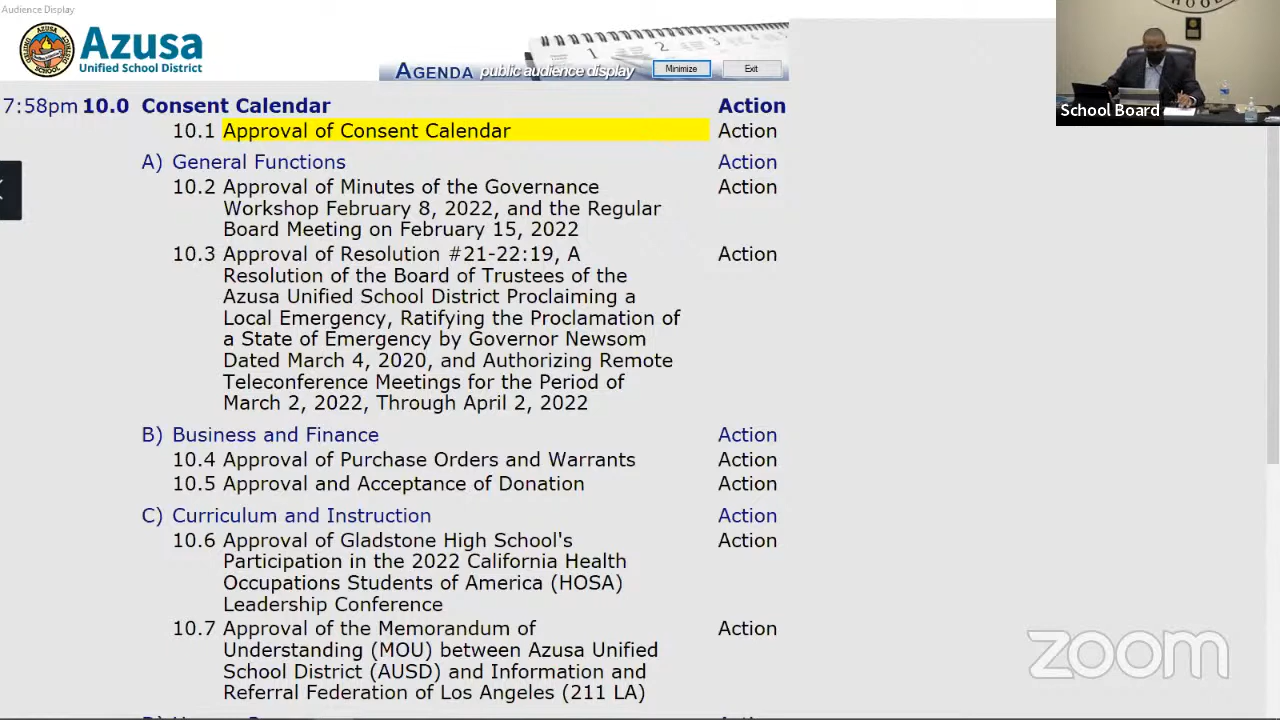 Audience Display
Azusa
Unified School District
AGENDA public audience display
Minimize
Exit
School Board
7:58pm 10.0 Consent Calendar Action
10.1 Approval of Consent Calendar Action
A) General Functions Action
10.2 Approval of Minutes of the Governance Action
Workshop February 8, 2022, and the Regular
Board Meeting on February 15, 2022
10.3 Approval of Resolution #21-22:19, A Action
Resolution of the Board of Trustees of the
Azusa Unified School District Proclaiming a
Local Emergency, Ratifying the Proclamation of
a State of Emergency by Governor Newsom
Dated March 4, 2020, and Authorizing Remote
Teleconference Meetings for the Period of
March 2, 2022, Through April 2, 2022
B) Business and Finance Action
10.4 Approval of Purchase Orders and Warrants Action
10.5 Approval and Acceptance of Donation Action
C) Curriculum and Instruction Action
10.6 Approval of Gladstone High School's Action
Participation in the 2022 California Health
Occupations Students of America (HOSA)
Leadership Conference
10.7 Approval of the Memorandum of Action
Understanding (MOU) between Azusa Unified
School District (AUSD) and Information and
Referral Federation of Los Angeles (211 LA)
zoom